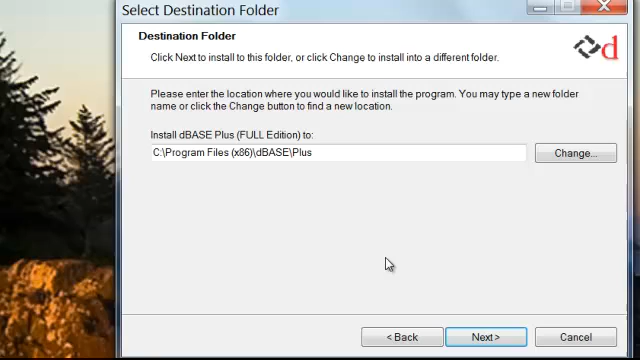 Select Destination Folder
Destination Folder
Click Next to install to this folder, or click Change to install into a different folder.
d
Please enter the location where you would like to install the program. You may type a new folder
name or click the Change button to find a new location.
Install dBASE Plus (FULL Edition) to:
C:\Program Files (x86)\dBASE\Plus
Change...
< Back
Next >
Cancel